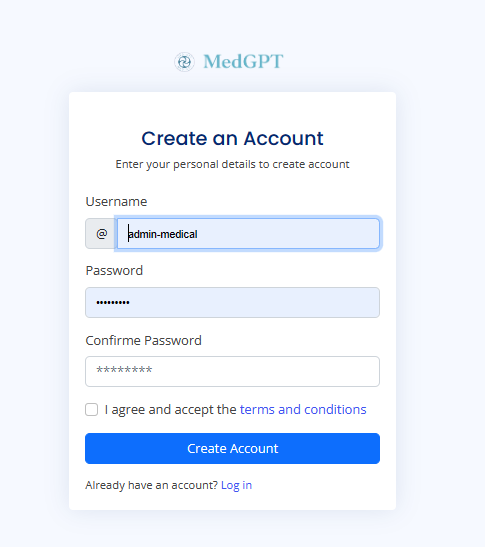 MedGPT
Create an Account
Enter your personal details to create account
Username
@ admin-medical
Password
•••••••••
Confirme Password
********
I agree and accept the terms and conditions
Create Account
Already have an account? Log in